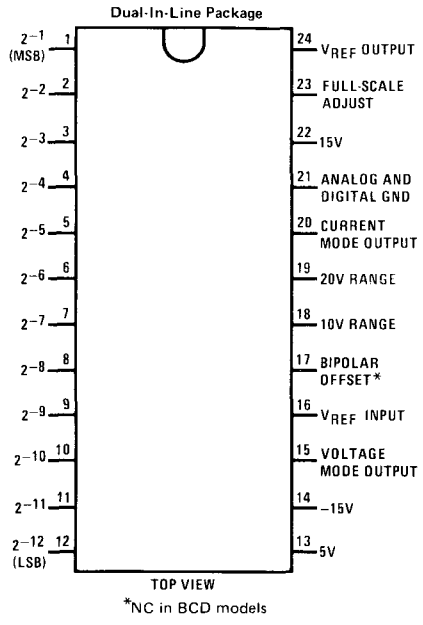 Dual-In-Line Package
2−1 1
(MSB)
2−2 2
2−3 3
2−4 4
2−5 5
2−6 6
2−7 7
2−8 8
2−9 9
2−10 10
2−11 11
2−12 12
(LSB)
24 VREF OUTPUT
23 FULL-SCALE
ADJUST
22 15V
21 ANALOG AND
DIGITAL GND
20 CURRENT
MODE OUTPUT
19 20V RANGE
18 10V RANGE
17 BIPOLAR
OFFSET*
16 VREF INPUT
15 VOLTAGE
MODE OUTPUT
14 −15V
13 5V
TOP VIEW
*NC in BCD models